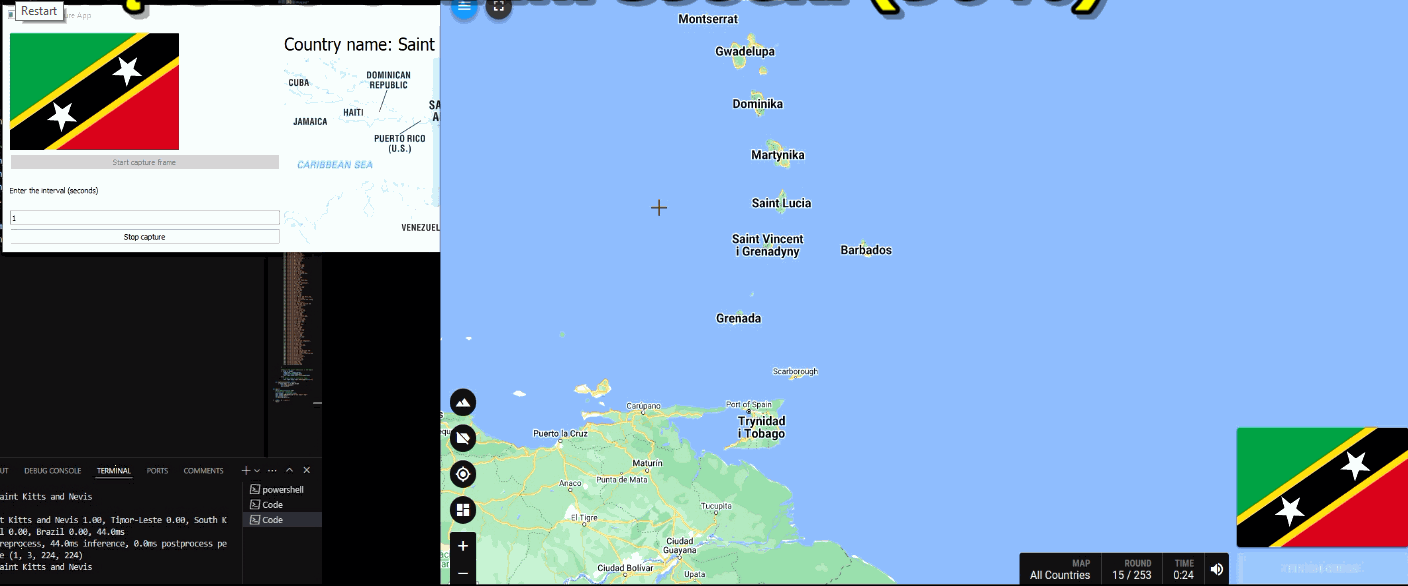 Restart
ure App
Country name: Saint
CUBA
DOMINICAN
REPUBLIC
HAITI
JAMAICA
PUERTO RICO
(U.S.)
CARIBBEAN SEA
VENEZUEL
Start capture frame
Enter the interval (seconds)
1
Stop capture
UT DEBUG CONSOLE TERMINAL PORTS COMMENTS
powershell
Code
Code
aint Kitts and Nevis
t Kitts and Nevis 1.00, Timor-Leste 0.00, South K
l 0.00, Brazil 0.00, 44.0ms
reprocess, 44.0ms inference, 0.0ms postprocess pe
e (1, 3, 224, 224)
aint Kitts and Nevis
Montserrat
Gwadelupa
Dominika
Martynika
Saint Lucia
Saint Vincent
i Grenadyny
Barbados
Grenada
Scarborough
Port of Spain
Trynidad
i Tobago
Carúpano
Puerto la Cruz
Maturín
Punta de Mata
Anaco
El Tigre
Tucupita
Ciudad
Guayana
Ciudad Bolívar
Upata
+
−
MAP
All Countries
ROUND
15 / 253
TIME
0:24